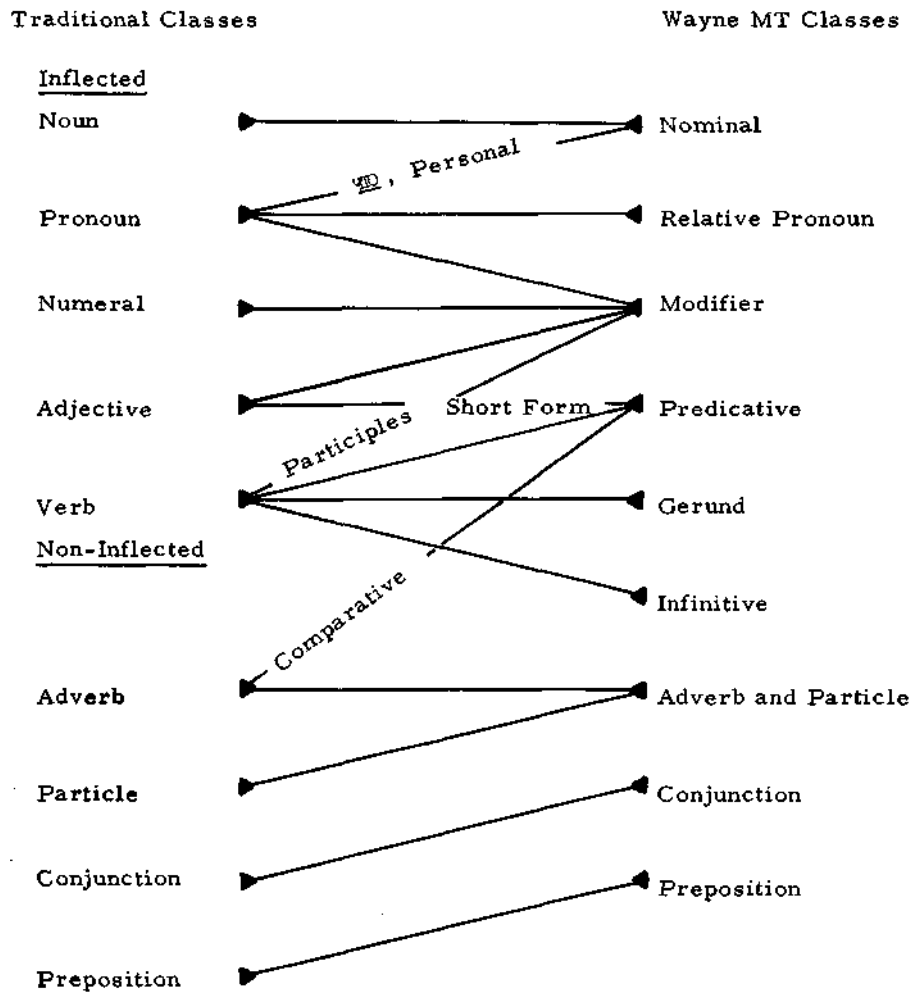 Traditional Classes
Wayne MT Classes
Inflected
Noun
Nominal
, Personal
Pronoun
Relative Pronoun
Numeral
Modifier
Adjective
Short Form
Predicative
Participles
Verb
Gerund
Non-Inflected
Infinitive
Comparative
Adverb
Adverb and Particle
Particle
Conjunction
Conjunction
Preposition
Preposition